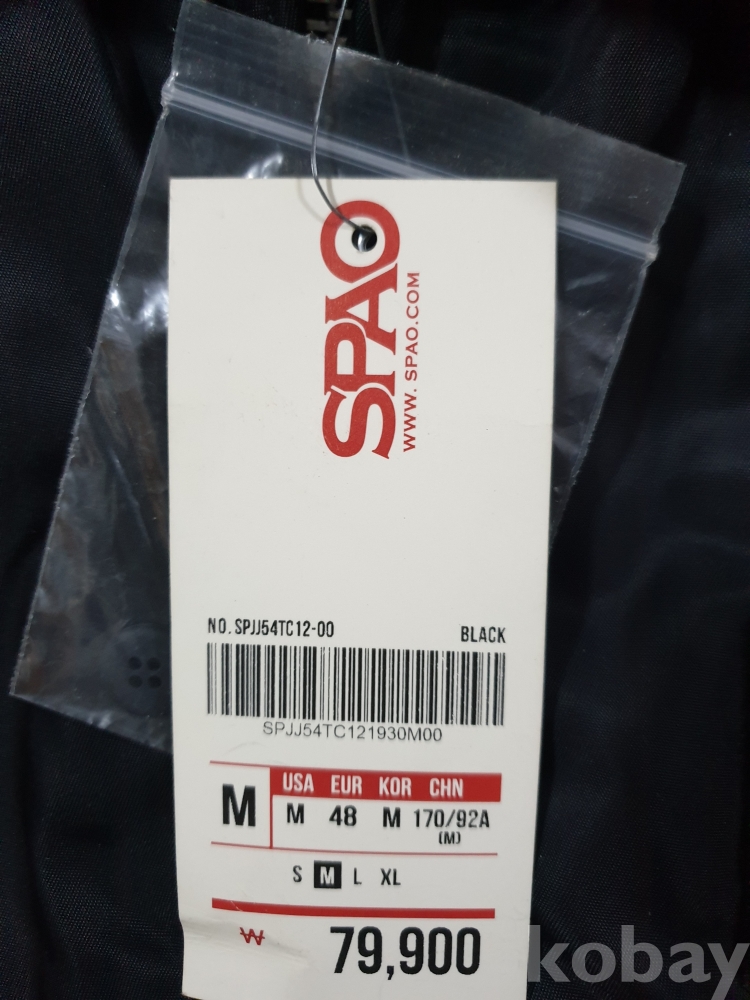 SPAO
WWW. SPAO.COM
NO. SPJJ54TC12-00 BLACK
SPJJ54TC121930M00
M
USA EUR KOR CHN
M 48 M 170/92A
(M)
S M L XL
₩ 79,900
kobay